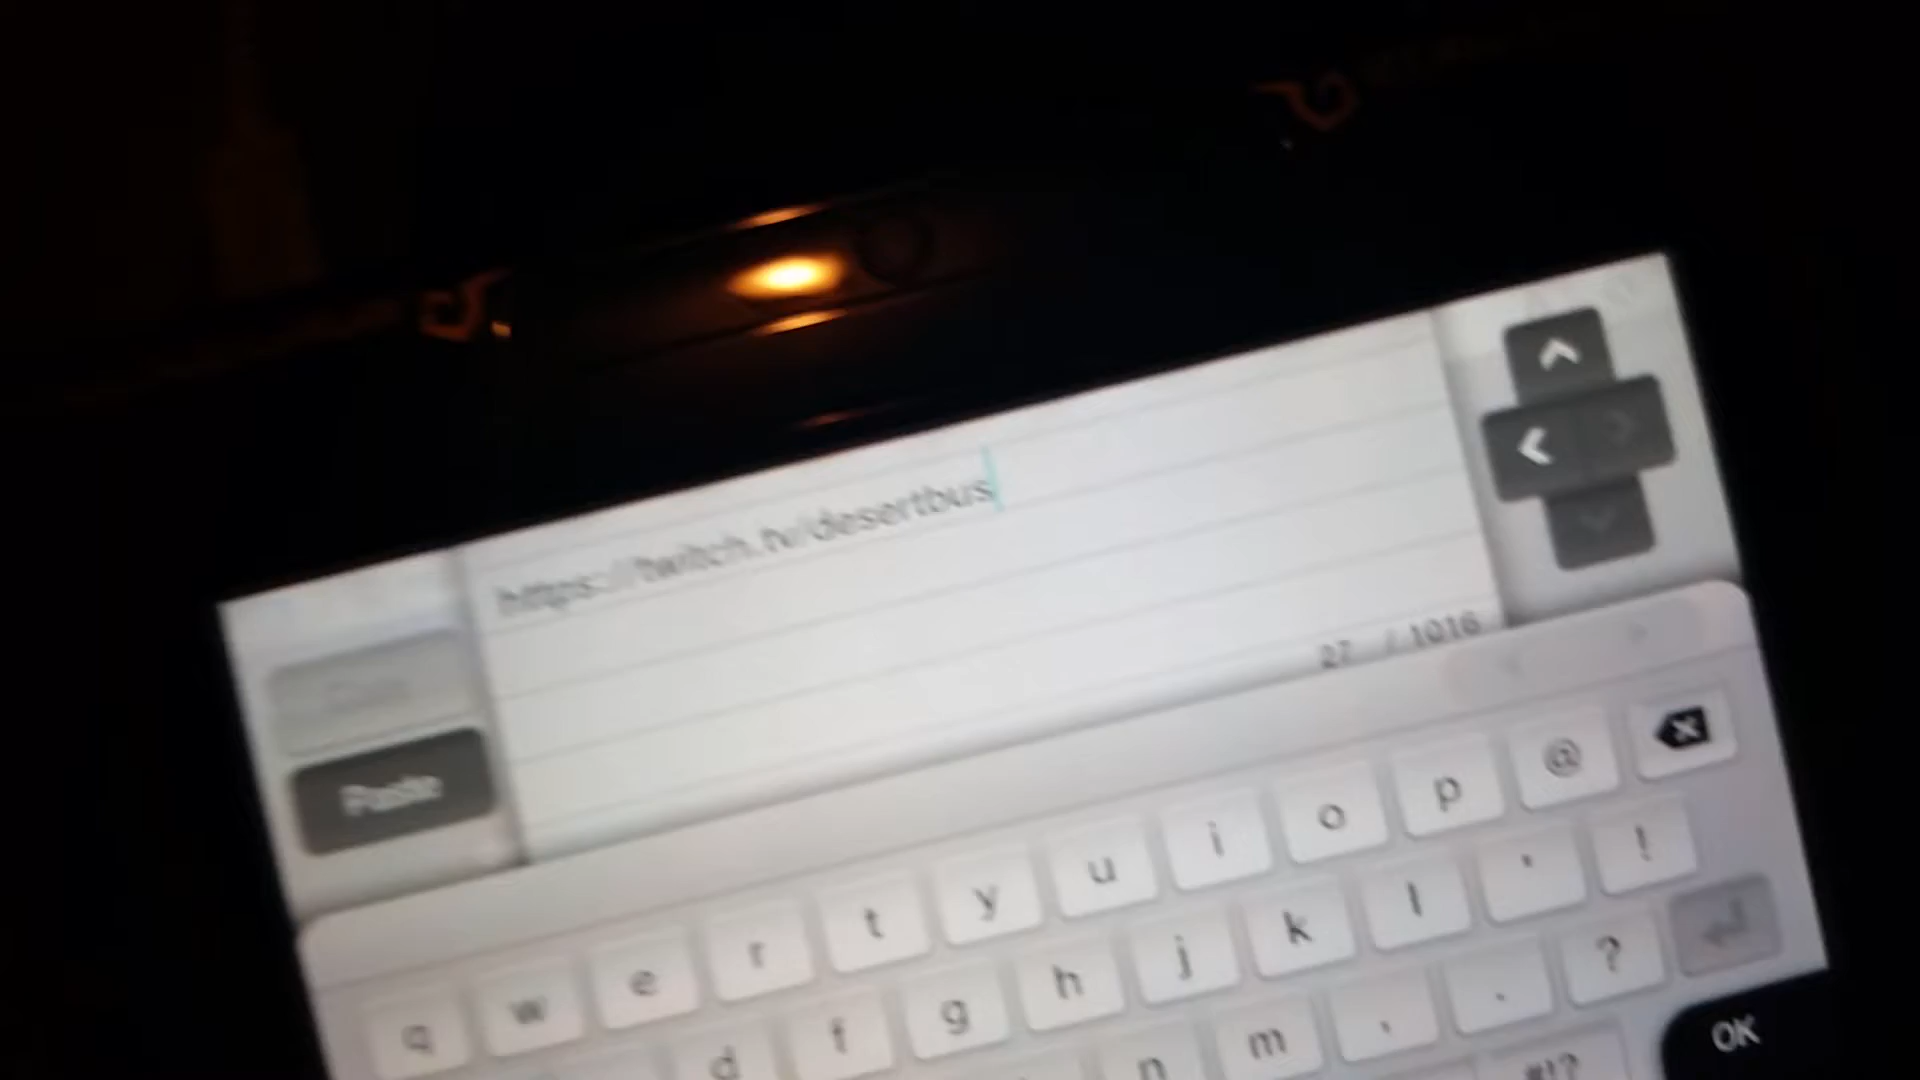 https://twitch.tv/desertbus
27 / 1016
Paste
q w e r t y u i o p @
d f g h j k l ' !
n m , . ?
#!?
OK